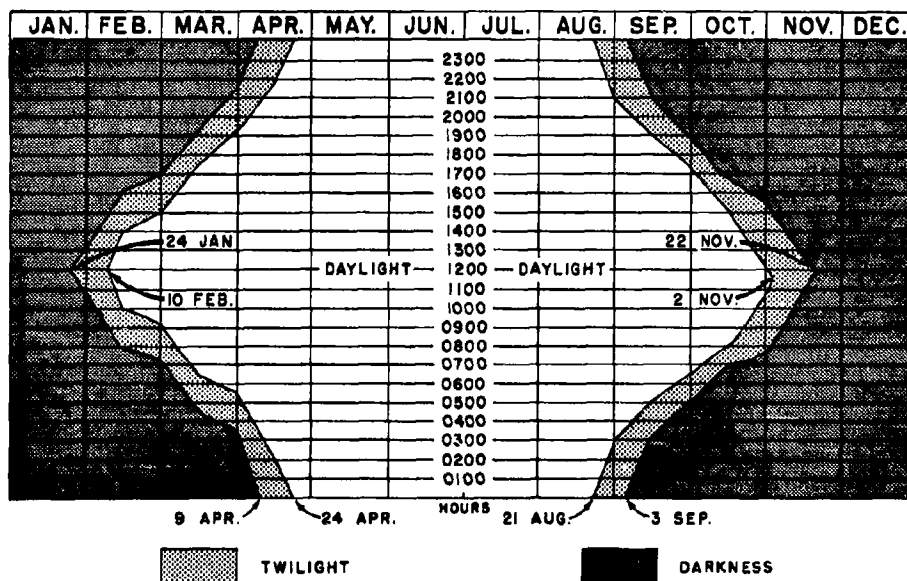 JAN. FEB. MAR. APR. MAY. JUN. JUL. AUG. SEP. OCT. NOV. DEC.
2300
2200
2100
2000
1900
1800
1700
1600
1500
1400
24 JAN
1300
22 NOV.
DAYLIGHT 1200 DAYLIGHT
1100
10 FEB.
2 NOV.
1000
0900
0800
0700
0600
0500
0400
0300
0200
0100
HOURS
9 APR. 24 APR. 21 AUG. 3 SEP.
TWILIGHT DARKNESS